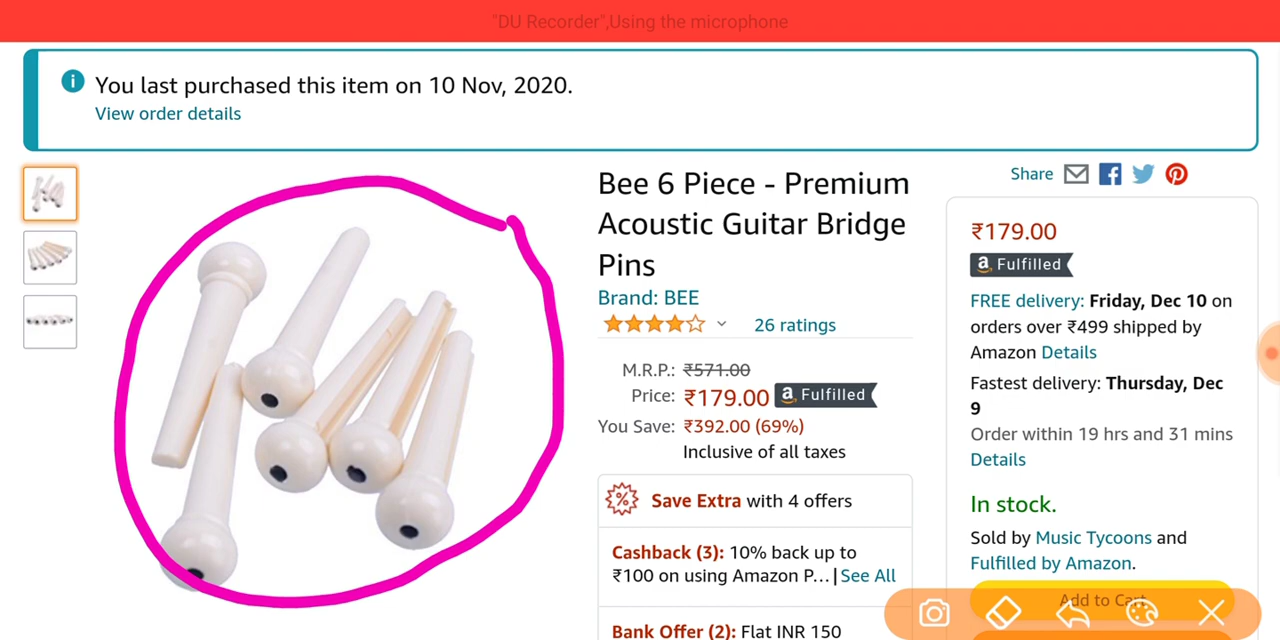 "DU Recorder",Using the microphone
You last purchased this item on 10 Nov, 2020.
View order details
Bee 6 Piece - Premium
Acoustic Guitar Bridge
Pins
Brand: BEE
26 ratings
M.R.P.: ₹571.00
Price: ₹179.00 a Fulfilled
You Save: ₹392.00 (69%)
Inclusive of all taxes
Save Extra with 4 offers
Cashback (3): 10% back up to
₹100 on using Amazon P... | See All
Bank Offer (2): Flat INR 150
Share
₹179.00
a Fulfilled
FREE delivery: Friday, Dec 10 on
orders over ₹499 shipped by
Amazon Details
Fastest delivery: Thursday, Dec
9
Order within 19 hrs and 31 mins
Details
In stock.
Sold by Music Tycoons and
Fulfilled by Amazon.
Add to Cart